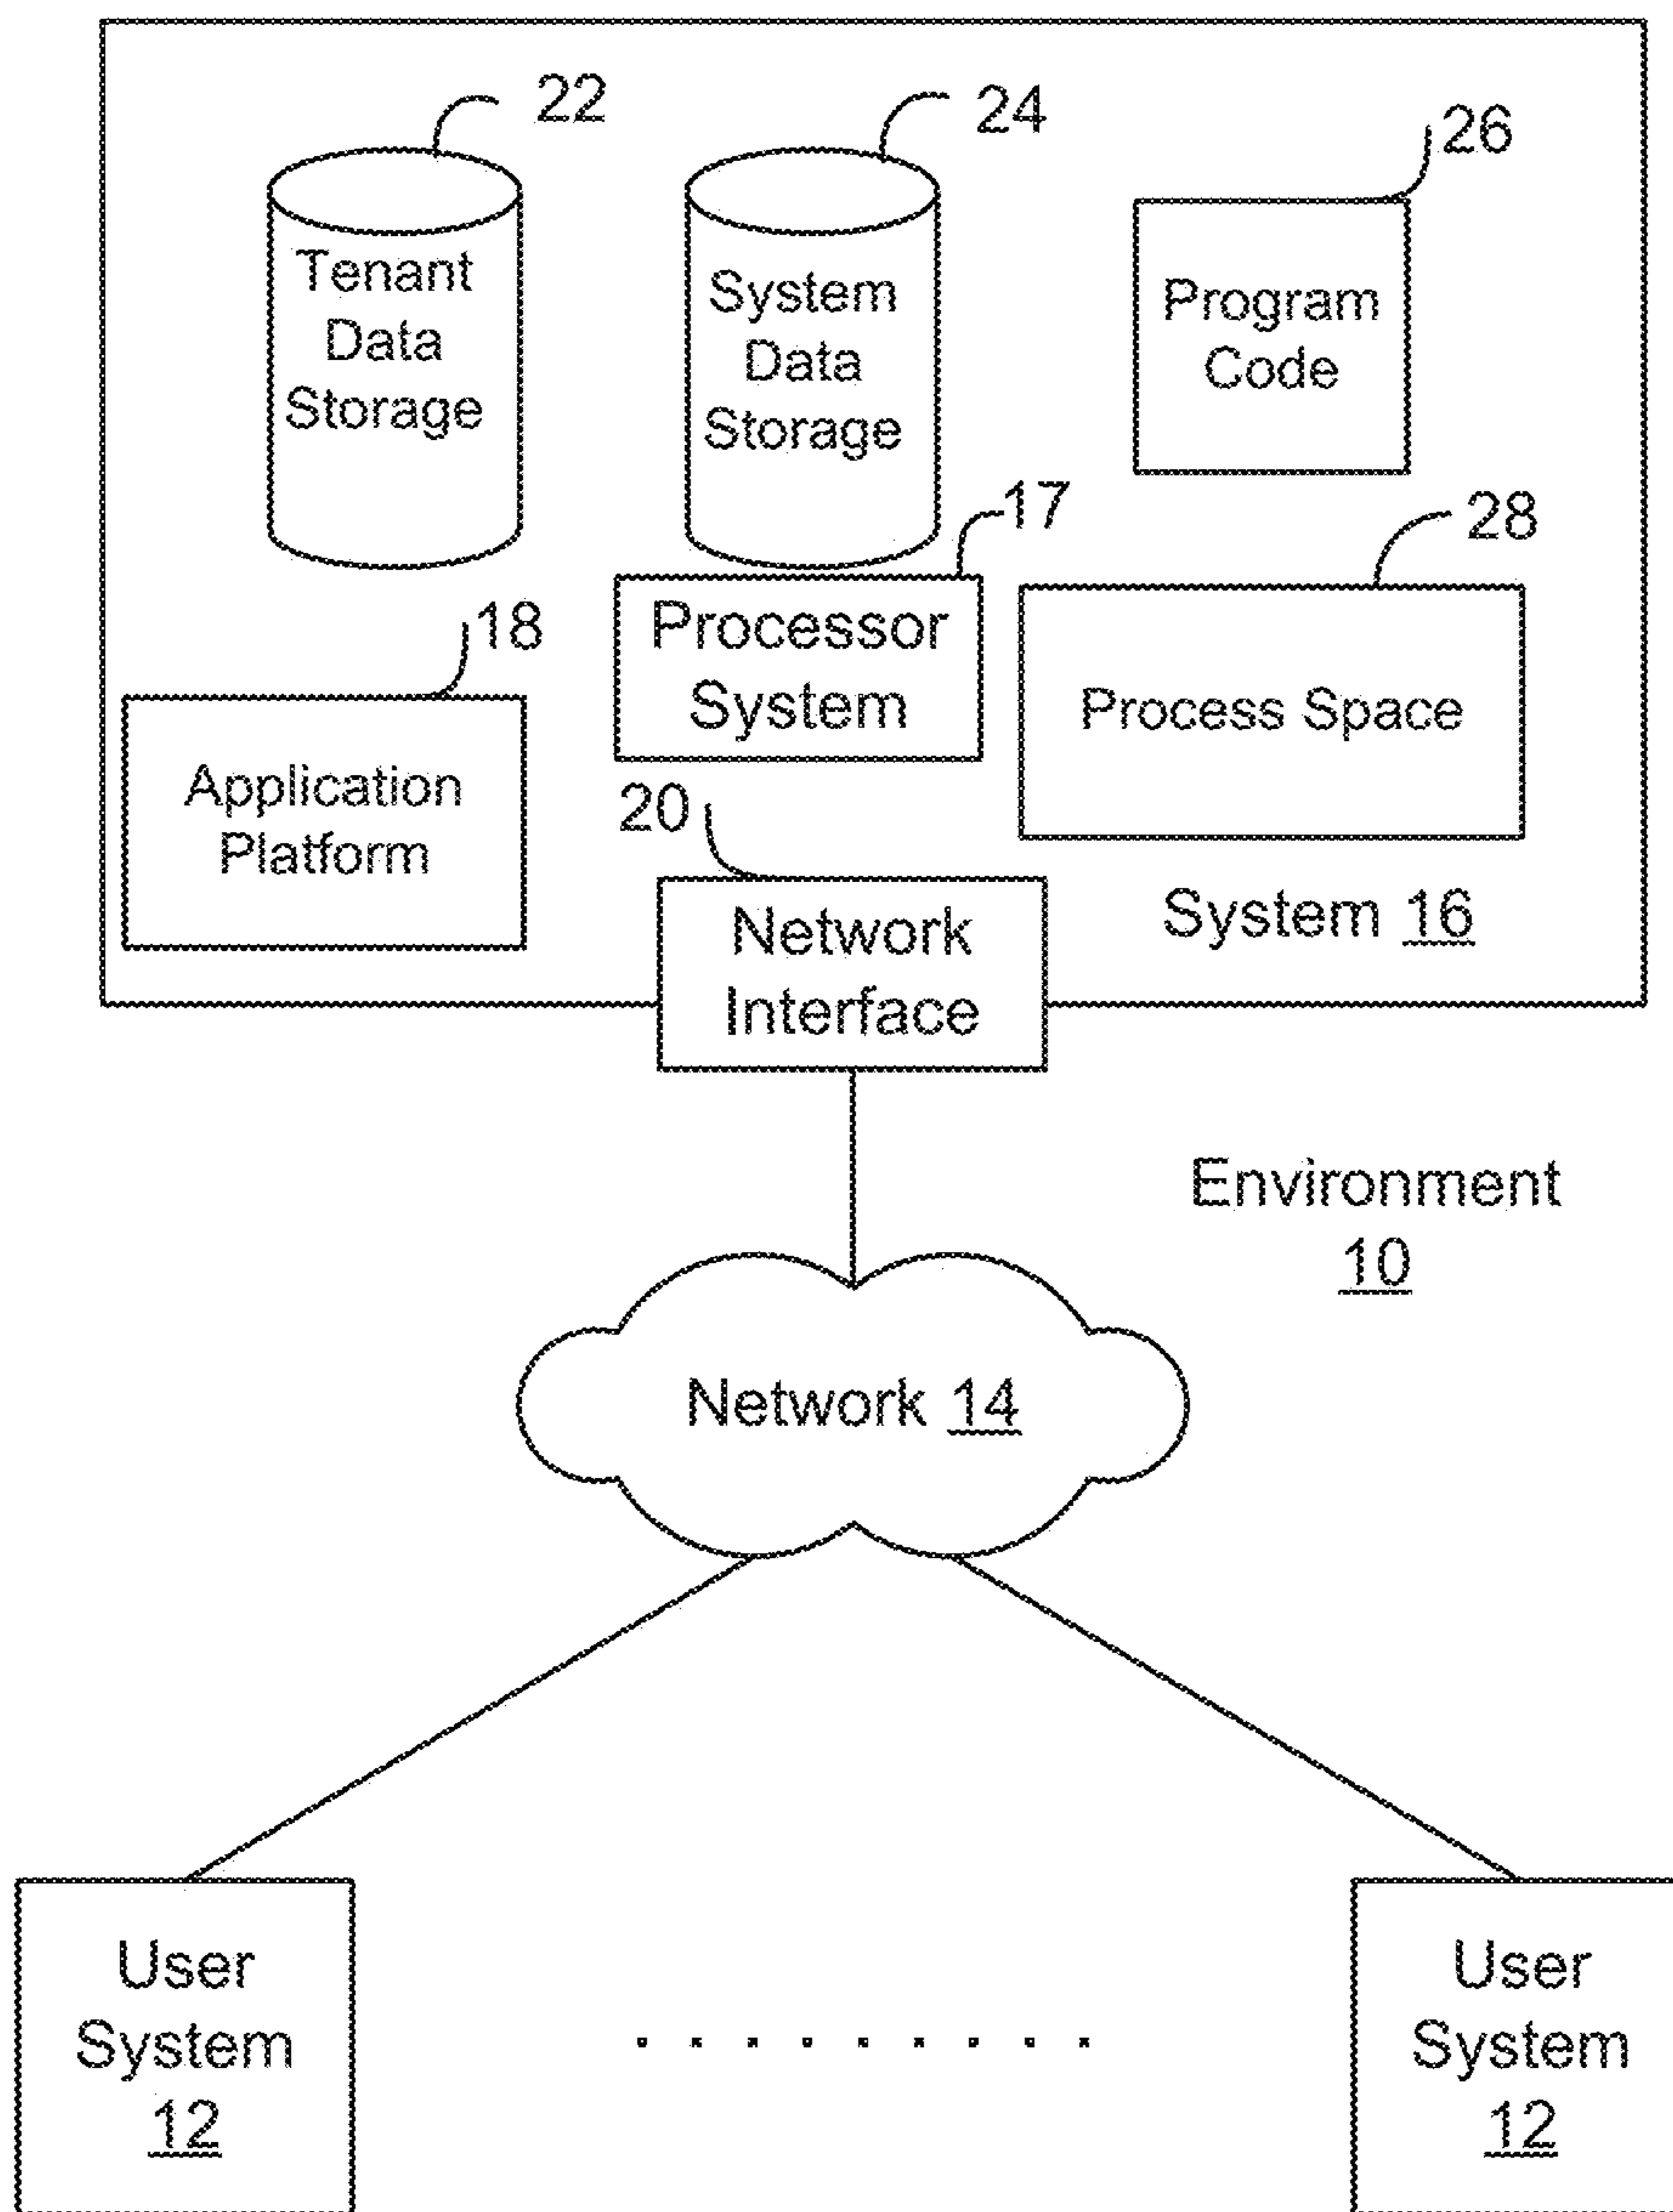 22
24
26
Tenant
Data
Storage
System
Data
Storage
Program
Code
17
28
18
Processor
System
Process Space
Application
Platform
20
Network
Interface
System 16
Environment
10
Network 14
User
System
12
User
System
12